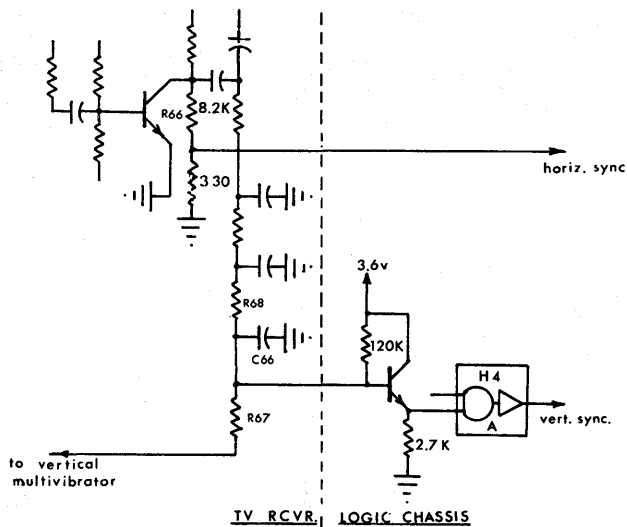 R66
8.2K
330
horiz. sync
3.6v
R68
120K
C66
H4
A
vert. sync.
R67
2.7K
to vertical
multivibrator
TV RCVR.
LOGIC CHASSIS